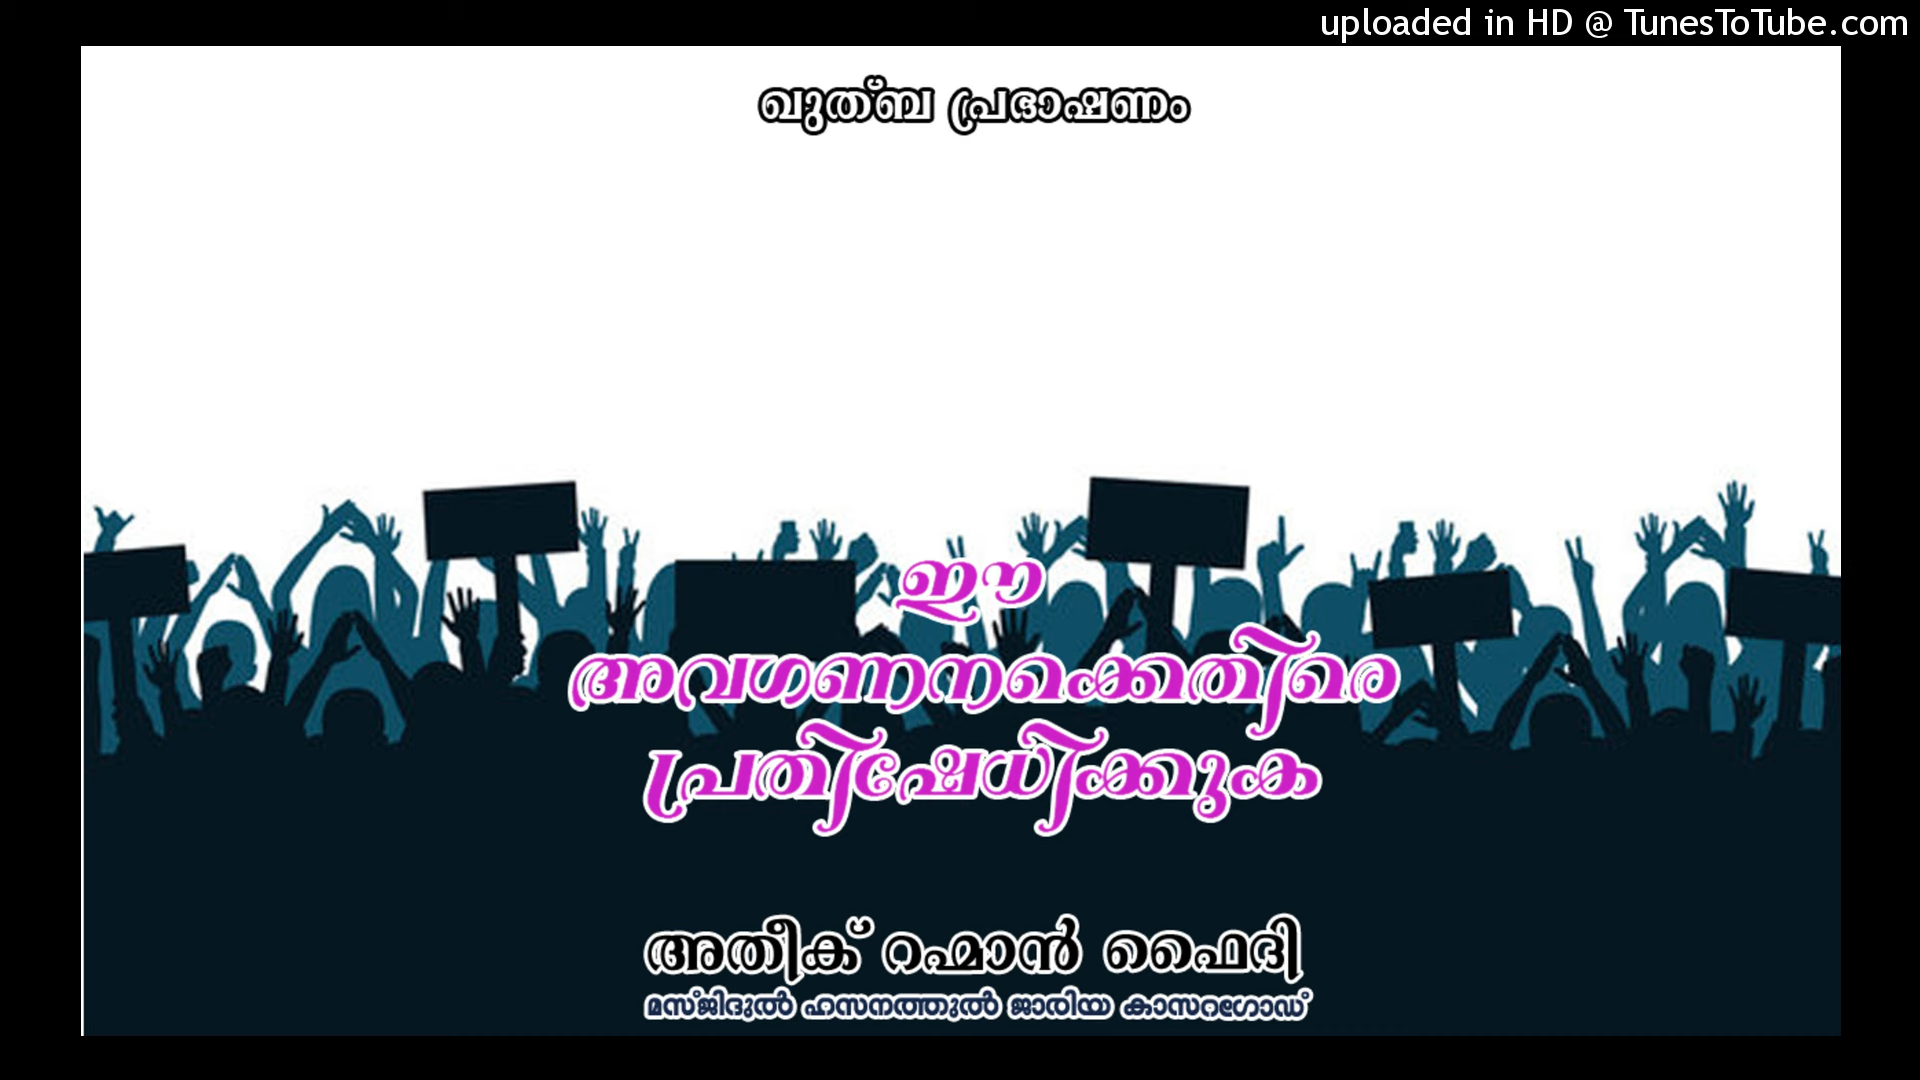 uploaded in HD @ TunesToTube.com
ഖുത്ബ പ്രഭാഷണം
ഈ
അവഗണനക്കെതിരെ
പ്രതിഷേധിക്കുക
അതീക് റഹ്മാൻ ഫൈദി
മസ്ജിദുൽ ഹസനത്തുൽ ജാരിയ കാസറഗോഡ്